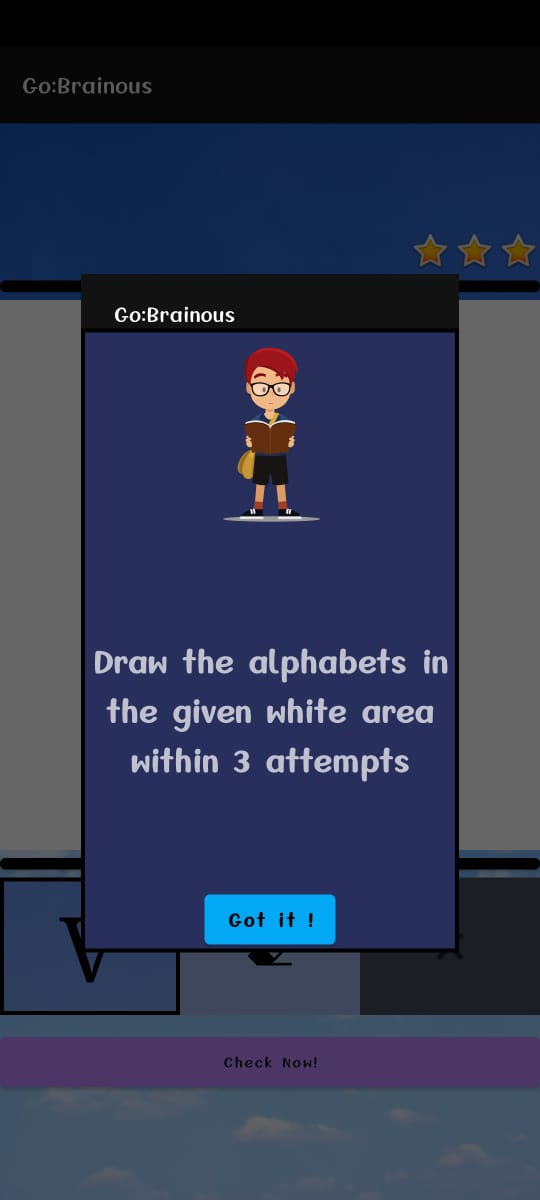 Go:Brainous
Go:Brainous
Draw the alphabets in
the given white area
within 3 attempts
Got it !
Check Now!